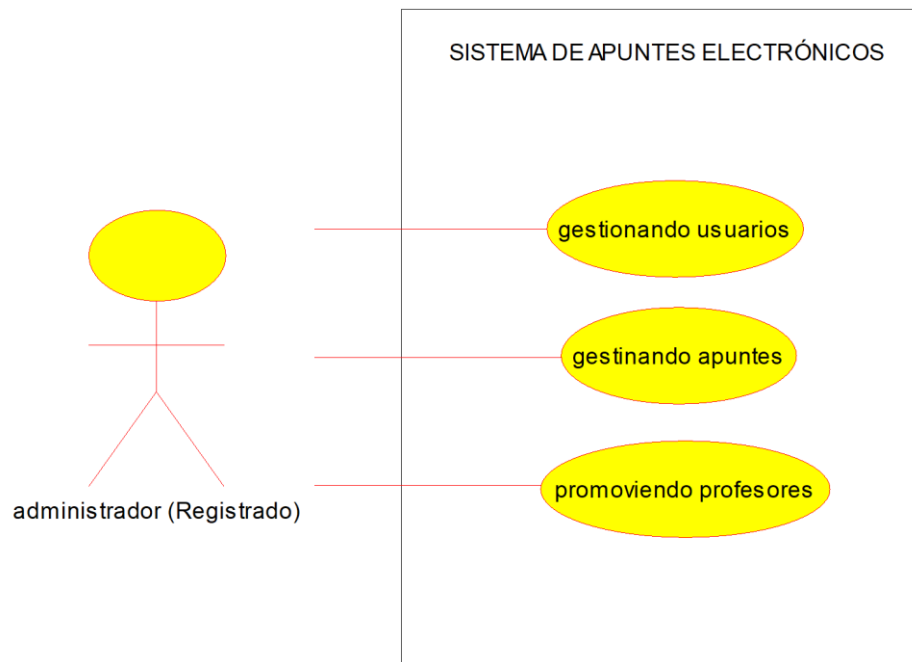 SISTEMA DE APUNTES ELECTRÓNICOS
gestionando usuarios
gestinando apuntes
promoviendo profesores
administrador (Registrado)